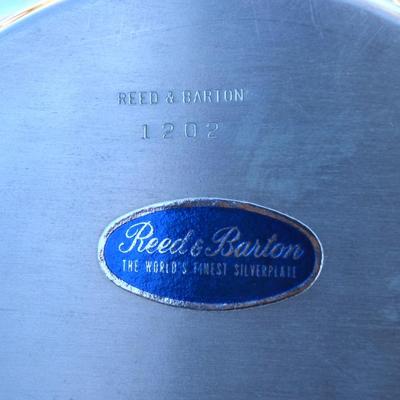 REED & BARTON
1202
Reed & Barton
THE WORLD'S FINEST SILVERPLATE